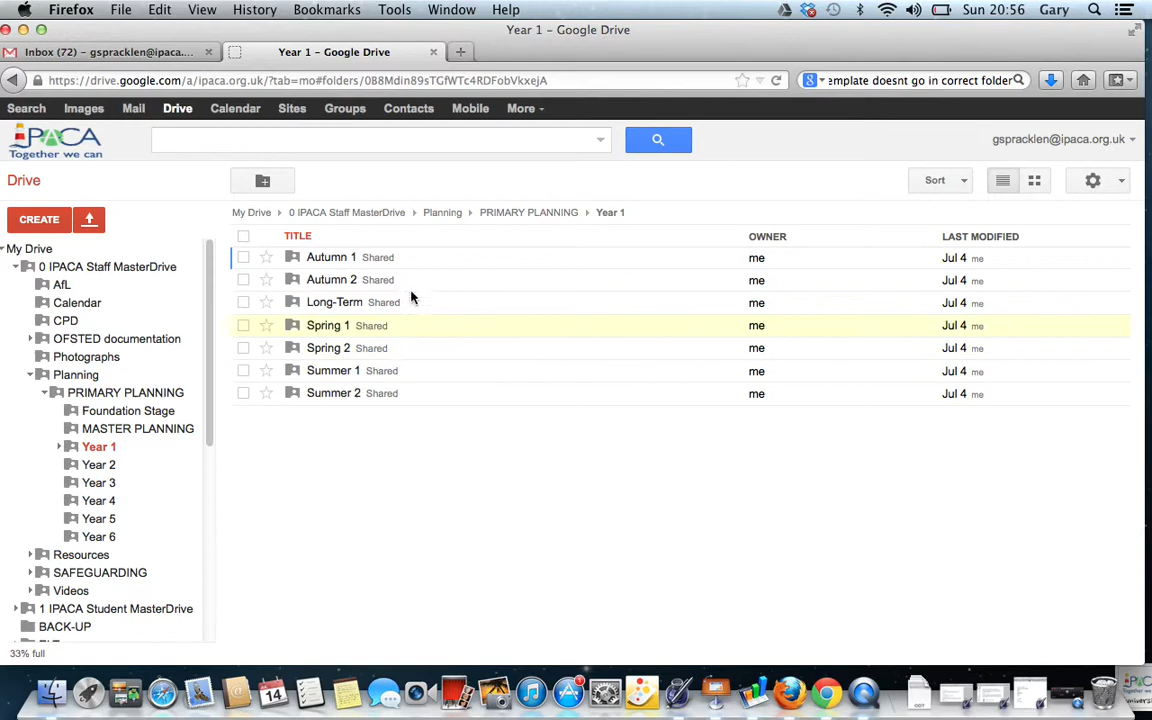 Firefox File Edit View History Bookmarks Tools Window Help Sun 20:56 Gary
Year 1 – Google Drive
Inbox (72) – gspracklen@ipaca.... × Year 1 – Google Drive ×
https://drive.google.com/a/ipaca.org.uk/?tab=mo#folders/0B8Mdin89sTGfWTc4RDFobVkxejA emplate doesnt go in correct folder
Search Images Mail Drive Calendar Sites Groups Contacts Mobile More
iPACA
Together we can
gspracklen@ipaca.org.uk
Drive
Sort
CREATE
My Drive 0 IPACA Staff MasterDrive Planning PRIMARY PLANNING Year 1
TITLE OWNER LAST MODIFIED
Autumn 1 Shared me Jul 4 me
Autumn 2 Shared me Jul 4 me
Long-Term Shared me Jul 4 me
Spring 1 Shared me Jul 4 me
Spring 2 Shared me Jul 4 me
Summer 1 Shared me Jul 4 me
Summer 2 Shared me Jul 4 me
My Drive
0 IPACA Staff MasterDrive
AfL
Calendar
CPD
OFSTED documentation
Photographs
Planning
PRIMARY PLANNING
Foundation Stage
MASTER PLANNING
Year 1
Year 2
Year 3
Year 4
Year 5
Year 6
Resources
SAFEGUARDING
Videos
1 IPACA Student MasterDrive
BACK-UP
33% full
14